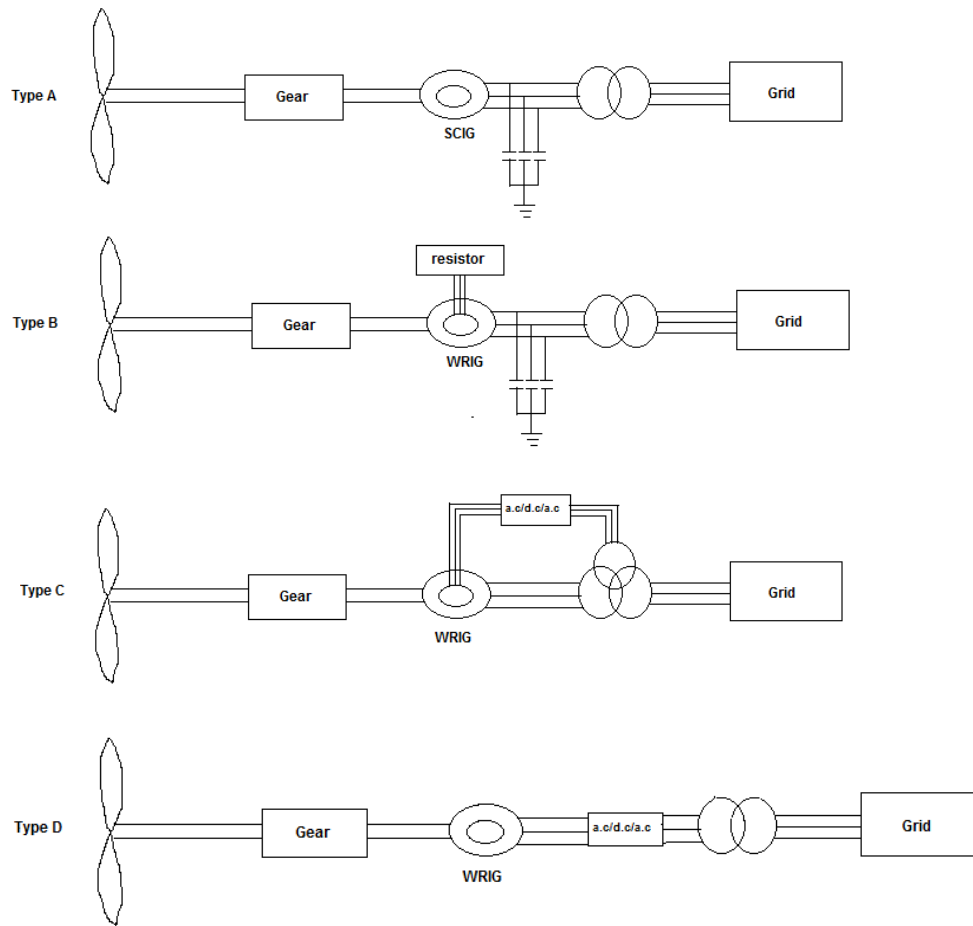 Type A
Gear
SCIG
Grid
resistor
Type B
Gear
WRIG
Grid
a.c/d.c/a.c
Type C
Gear
WRIG
Grid
Type D
Gear
WRIG
a.c/d.c/a.c
Grid